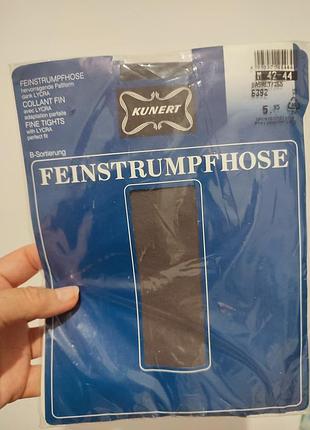 FEINSTRUMPFHOSE
hervorragende Paßform
dank LYCRA
COLLANT FIN
avec LYCRA
adaptation parfaite
FINE TIGHTS
with LYCRA
perfect fit
B-Sortierung
KUNERT
42-44
6392
FEINSTRUMPFHOSE